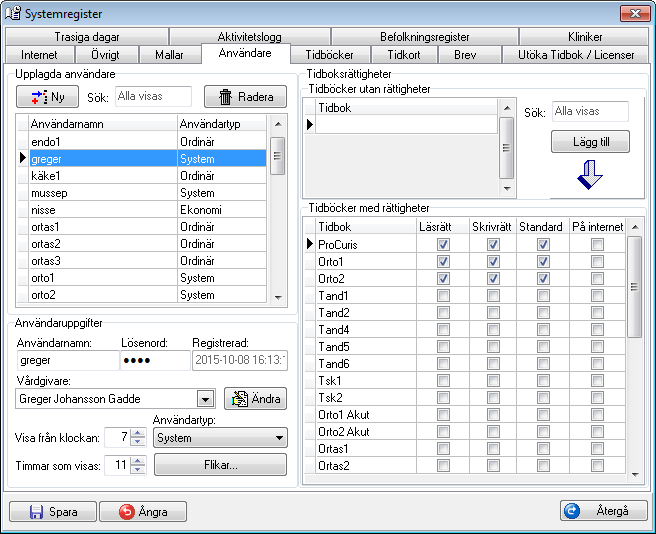 Systemregister
Trasiga dagar Aktivitetslogg Befolkningsregister Kliniker
Internet Övrigt Mallar Användare Tidböcker Tidkort Brev Utöka Tidbok / Licenser
Upplagda användare
Ny Sök: Alla visas Radera
Användarnamn Användartyp
endo1 Ordinär
greger System
käke1 Ordinär
mussep System
nisse Ekonomi
ortas1 Ordinär
ortas2 Ordinär
ortas3 Ordinär
orto1 System
orto2 System
Användaruppgifter
Användarnamn: Lösenord: Registrerad:
greger ●●●● 2015-10-08 16:13:
Vårdgivare:
Greger Johansson Gadde Ändra
Användartyp:
Visa från klockan: 7 System
Timmar som visas: 11 Flikar...
Tidboksrättigheter
Tidböcker utan rättigheter
Tidbok
Sök: Alla visas
Lägg till
Tidböcker med rättigheter
Tidbok Läsrätt Skrivrätt Standard På internet
ProCuris
Orto1
Orto2
Tand1
Tand2
Tand4
Tand5
Tand6
Tsk1
Tsk2
Orto1 Akut
Orto2 Akut
Ortas1
Ortas2
Spara Ångra Återgå